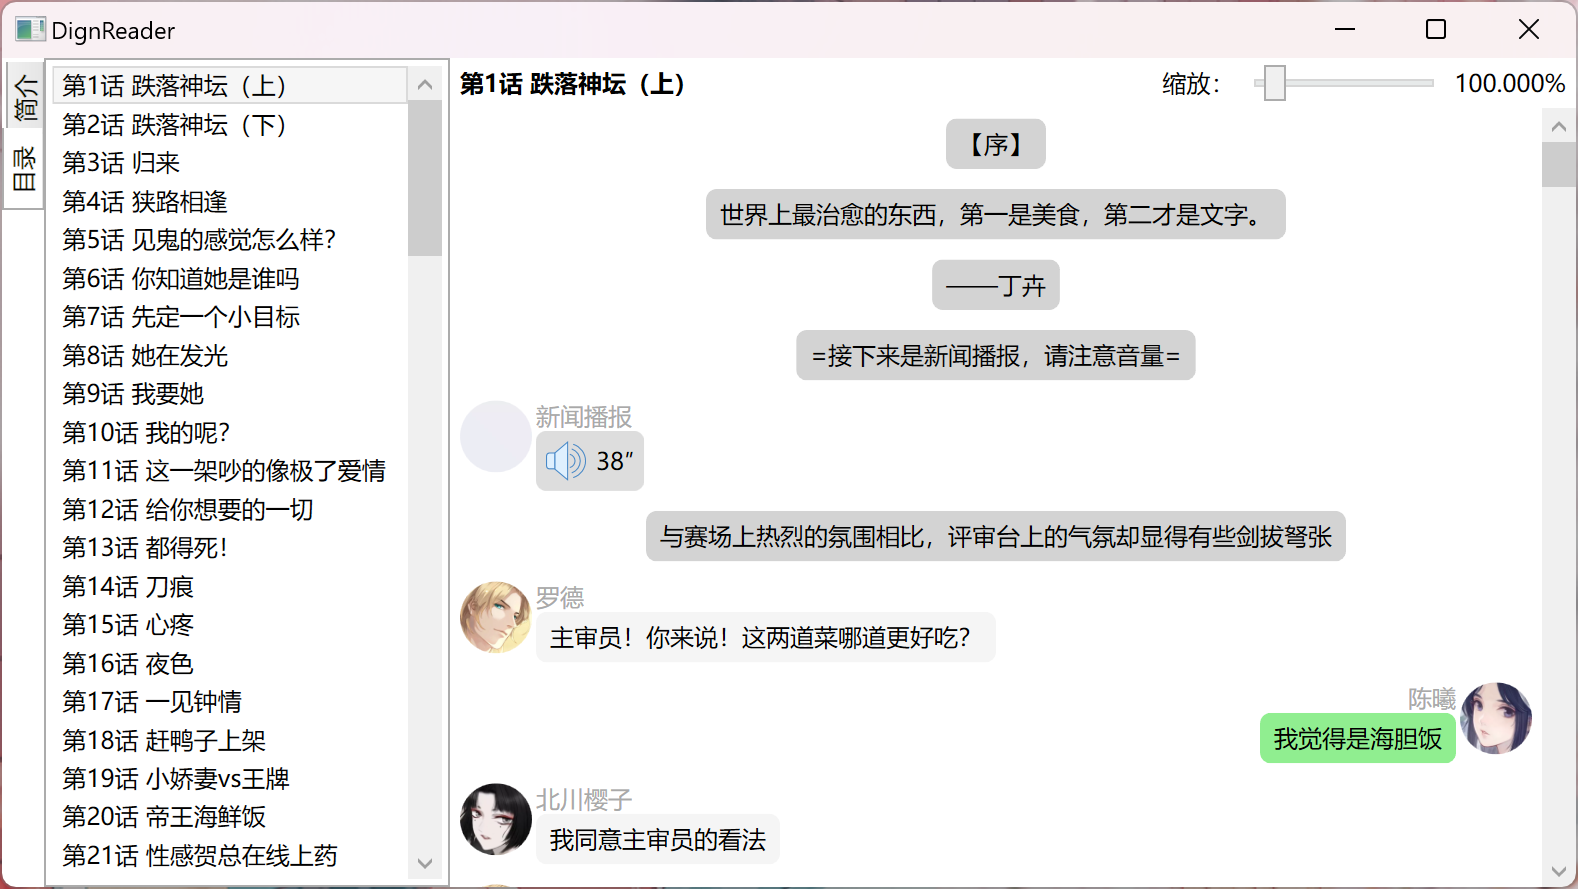 DignReader
简介
目录
第1话 跌落神坛（上）
第2话 跌落神坛（下）
第3话 归来
第4话 狭路相逢
第5话 见鬼的感觉怎么样？
第6话 你知道她是谁吗
第7话 先定一个小目标
第8话 她在发光
第9话 我要她
第10话 我的呢？
第11话 这一架吵的像极了爱情
第12话 给你想要的一切
第13话 都得死！
第14话 刀痕
第15话 心疼
第16话 夜色
第17话 一见钟情
第18话 赶鸭子上架
第19话 小娇妻vs王牌
第20话 帝王海鲜饭
第21话 性感贺总在线上药
第1话 跌落神坛（上）
缩放：
100.000%
【序】
世界上最治愈的东西，第一是美食，第二才是文字。
——丁卉
=接下来是新闻播报，请注意音量=
新闻播报
38″
与赛场上热烈的氛围相比，评审台上的气氛却显得有些剑拔弩张
罗德
主审员！你来说！这两道菜哪道更好吃？
陈曦
我觉得是海胆饭
北川樱子
我同意主审员的看法